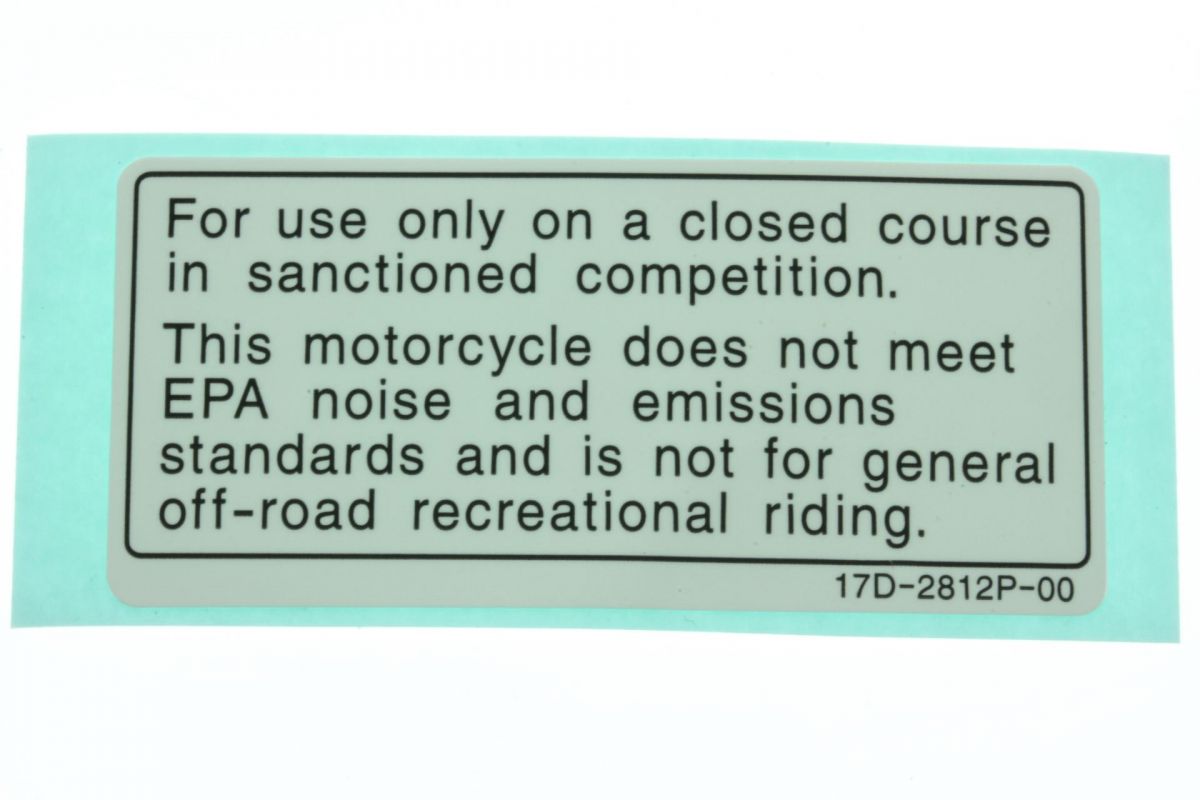 For use only on a closed course
in sanctioned competition.
This motorcycle does not meet
EPA noise and emissions
standards and is not for general
off-road recreational riding.
17D-2812P-00